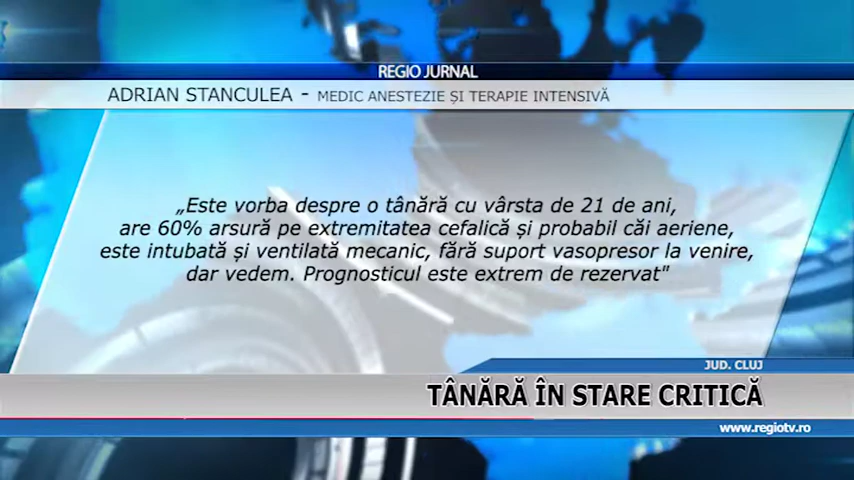 REGIO JURNAL
ADRIAN STANCULEA - MEDIC ANESTEZIE ȘI TERAPIE INTENSIVĂ
„Este vorba despre o tânără cu vârsta de 21 de ani,
are 60% arsură pe extremitatea cefalică și probabil căi aeriene,
este intubată și ventilată mecanic, fără suport vasopresor la venire,
dar vedem. Prognosticul este extrem de rezervat"
JUD. CLUJ
TÂNĂRĂ ÎN STARE CRITICĂ
www.regiotv.ro